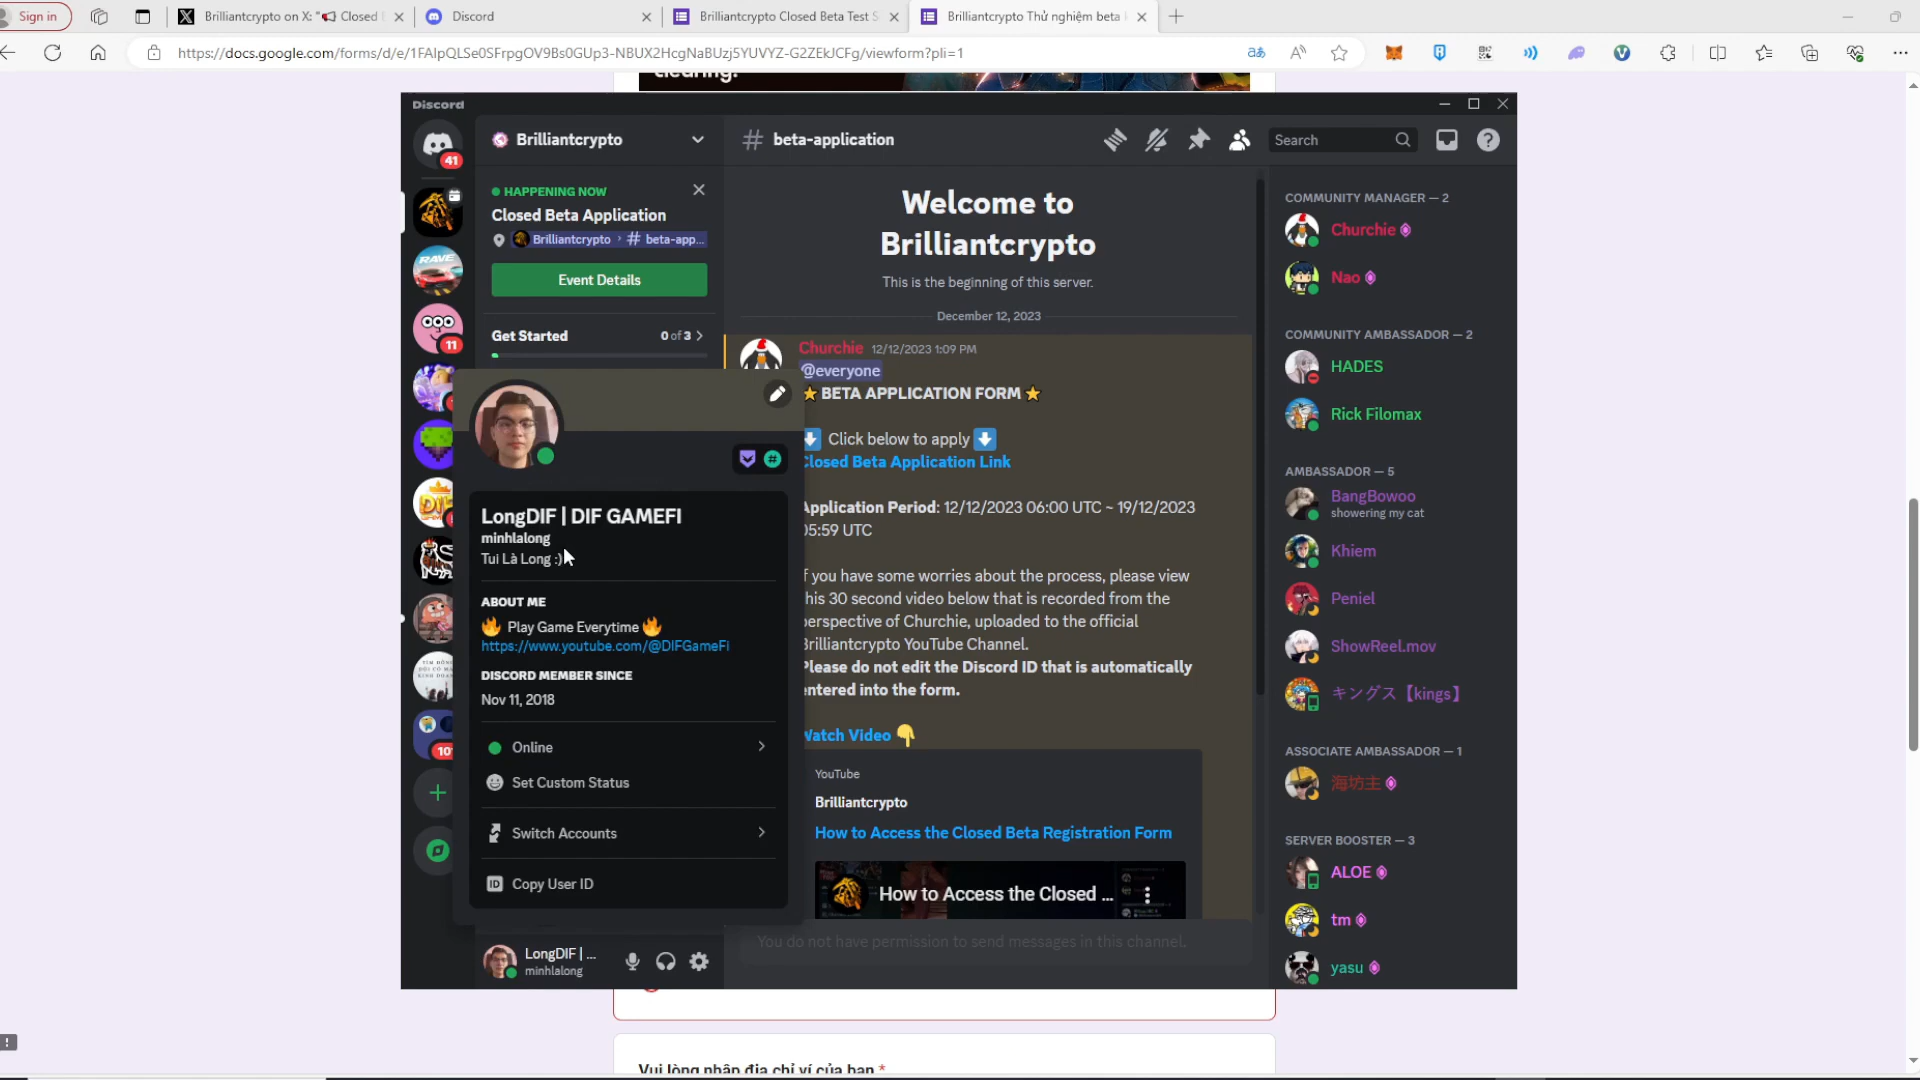 Sign in
Brilliantcrypto on X: "📢 Closed
Discord
Brilliantcrypto Closed Beta Test S
Brilliantcrypto Thử nghiệm beta
https://docs.google.com/forms/d/e/1FAIpQLSe0SFrpgOV9Bs0GUp3-NBUX2HcgNaBUzj5YUVYZ-G2ZEkJCFg/viewform?pli=1
clearing.
Discord
41
Brilliantcrypto
# beta-application
Search
HAPPENING NOW
Closed Beta Application
Brilliantcrypto › # beta-app...
Event Details
Get Started
0 of 3
RAVE
11
Welcome to
Brilliantcrypto
This is the beginning of this server.
December 12, 2023
Churchie 12/12/2023 1:09 PM
@everyone
⭐ BETA APPLICATION FORM ⭐
⬇️ Click below to apply ⬇️
Closed Beta Application Link
Application Period: 12/12/2023 06:00 UTC ~ 19/12/2023
05:59 UTC
If you have some worries about the process, please view
this 30 second video below that is recorded from the
perspective of Churchie, uploaded to the official
Brilliantcrypto YouTube Channel.
Please do not edit the Discord ID that is automatically
entered into the form.
Watch Video 👇
YouTube
Brilliantcrypto
How to Access the Closed Beta Registration Form
How to Access the Closed ...
You do not have permission to send messages in this channel.
LongDIF | DIF GAMEFI
minhlalong
Tui Là Long :)
ABOUT ME
🔥 Play Game Everytime 🔥
https://www.youtube.com/@DIFGameFi
DISCORD MEMBER SINCE
Nov 11, 2018
Online
Set Custom Status
Switch Accounts
ID Copy User ID
LongDIF | ...
minhlalong
COMMUNITY MANAGER — 2
Churchie
Nao
COMMUNITY AMBASSADOR — 2
HADES
Rick Filomax
AMBASSADOR — 5
BangBowoo
showering my cat
Khiem
Peniel
ShowReel.mov
キングス【kings】
ASSOCIATE AMBASSADOR — 1
海坊主
SERVER BOOSTER — 3
ALOE
tm
yasu
Vui lòng nhập địa chỉ ví của bạn *